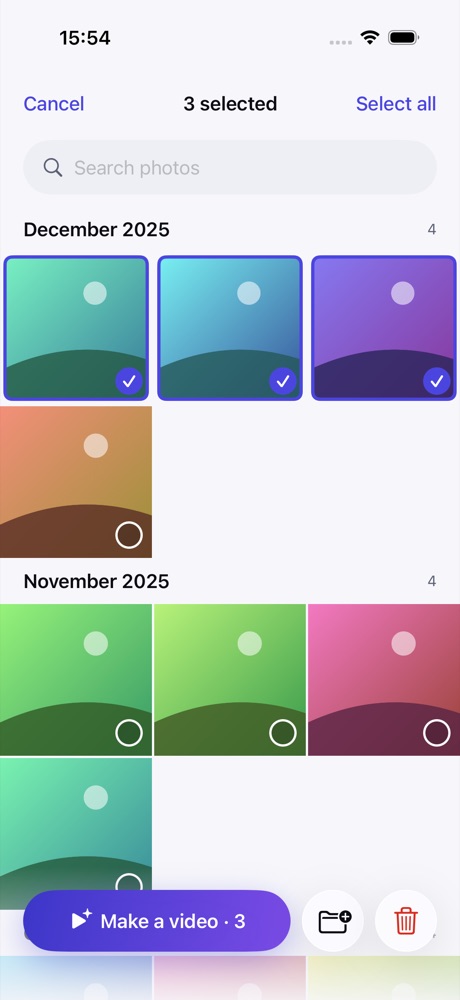 15:54
Cancel
3 selected
Select all
Search photos
December 2025
4
November 2025
4
Make a video · 3